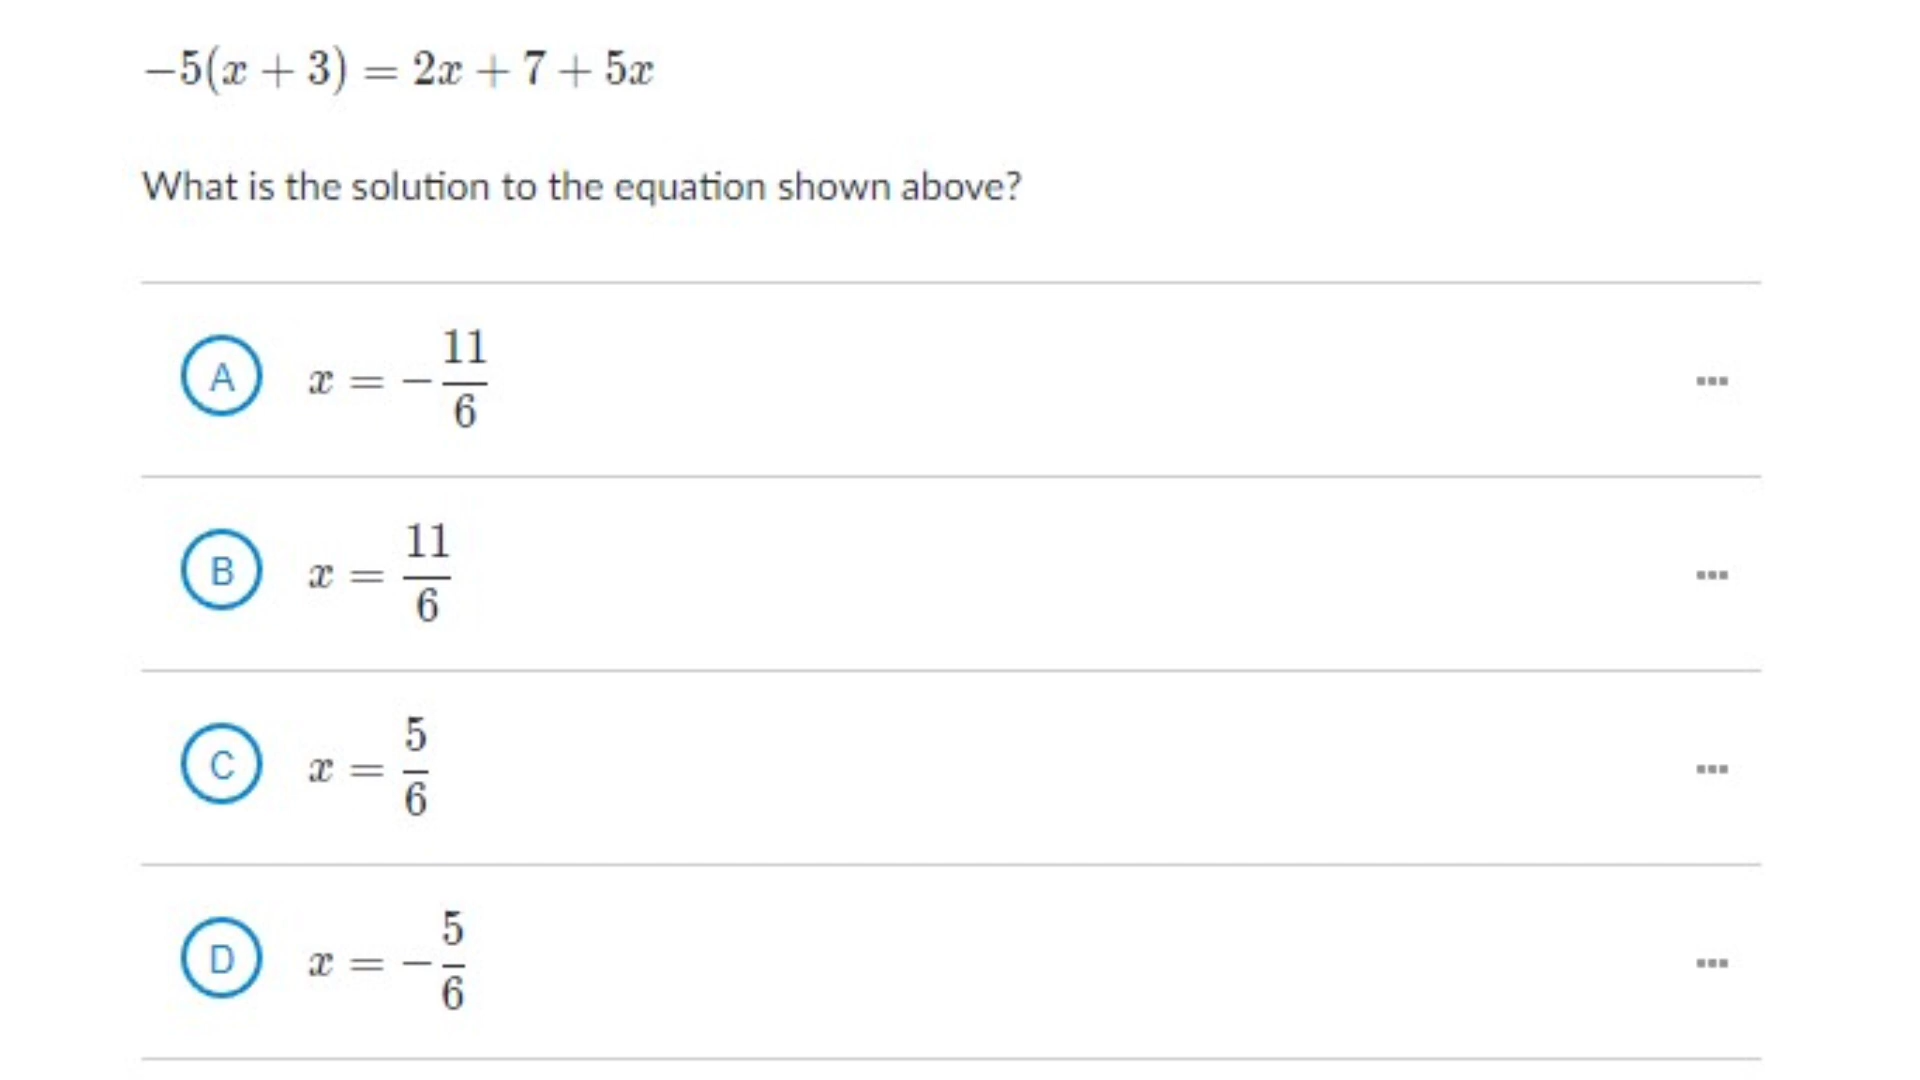 −5(x + 3) = 2x + 7 + 5x
What is the solution to the equation shown above?
A x = −11/6
B x = 11/6
C x = 5/6
D x = −5/6